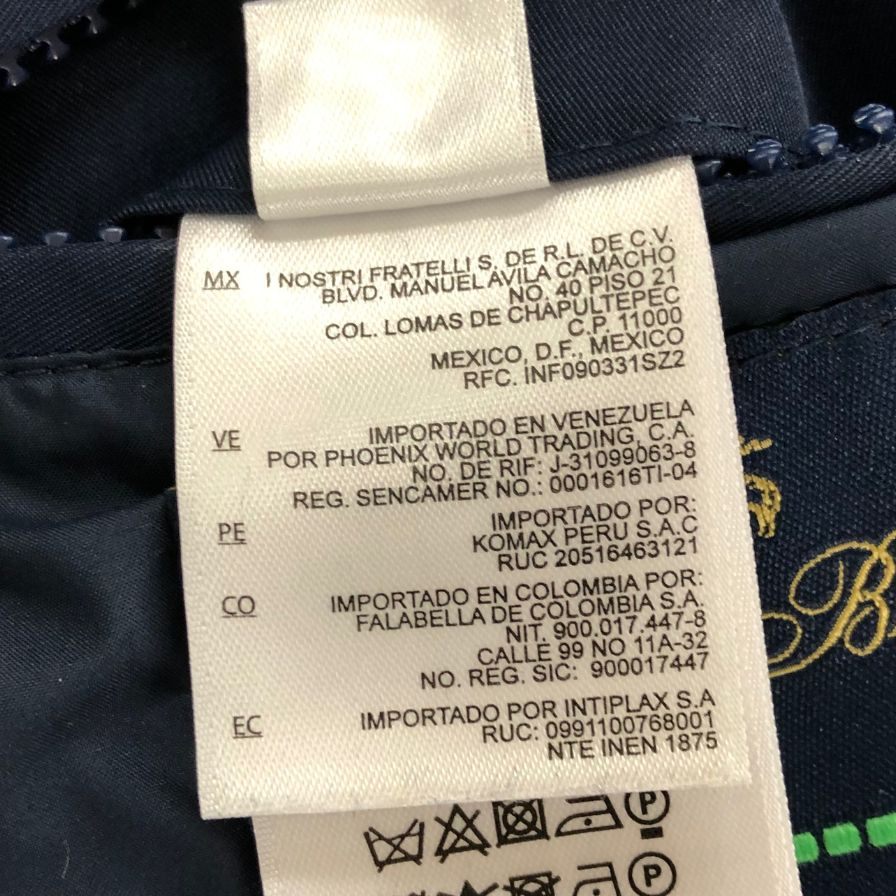 MX I NOSTRI FRATELLI S. DE R.L. DE C.V.
BLVD. MANUEL ÁVILA CAMACHO
NO. 40 PISO 21
COL. LOMAS DE CHAPULTEPEC
C.P. 11000
MEXICO, D.F., MEXICO
RFC. INF090331SZ2
VE IMPORTADO EN VENEZUELA
POR PHOENIX WORLD TRADING, C.A.
NO. DE RIF: J-31099063-8
REG. SENCAMER NO.: 0001616TI-04
PE IMPORTADO POR:
KOMAX PERU S.A.C
RUC 20516463121
CO IMPORTADO EN COLOMBIA POR:
FALABELLA DE COLOMBIA S.A.
NIT. 900.017.447-8
CALLE 99 NO 11A-32
NO. REG. SIC: 900017447
EC IMPORTADO POR INTIPLAX S.A
RUC: 0991100768001
NTE INEN 1875
P
P